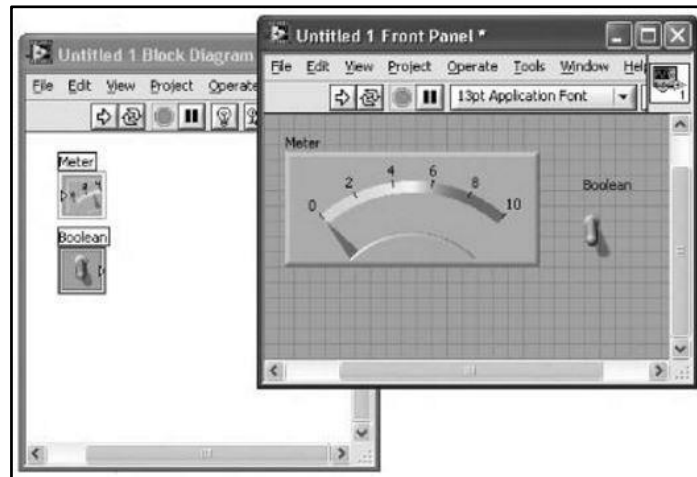 Untitled 1 Block Diagram
File Edit View Project Operate
Meter
Boolean
Untitled 1 Front Panel *
File Edit View Project Operate Tools Window Help
13pt Application Font
1
Meter
0 2 4 6 8 10
Boolean